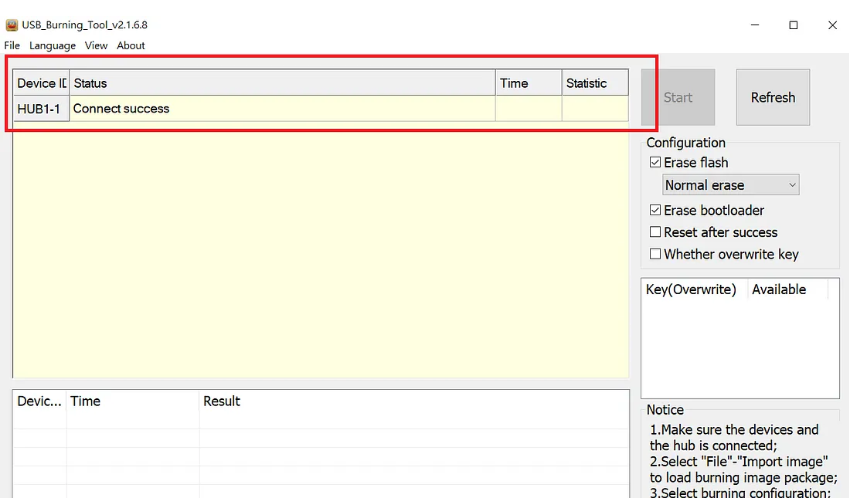 USB_Burning_Tool_v2.1.6.8
File Language View About
Device ID Status Time Statistic
HUB1-1 Connect success
Start Refresh
Configuration
Erase flash
Normal erase
Erase bootloader
Reset after success
Whether overwrite key
Key(Overwrite) Available
Devic... Time Result
Notice
1.Make sure the devices and
the hub is connected;
2.Select "File"-"Import image"
to load burning image package;
3.Select burning configuration;